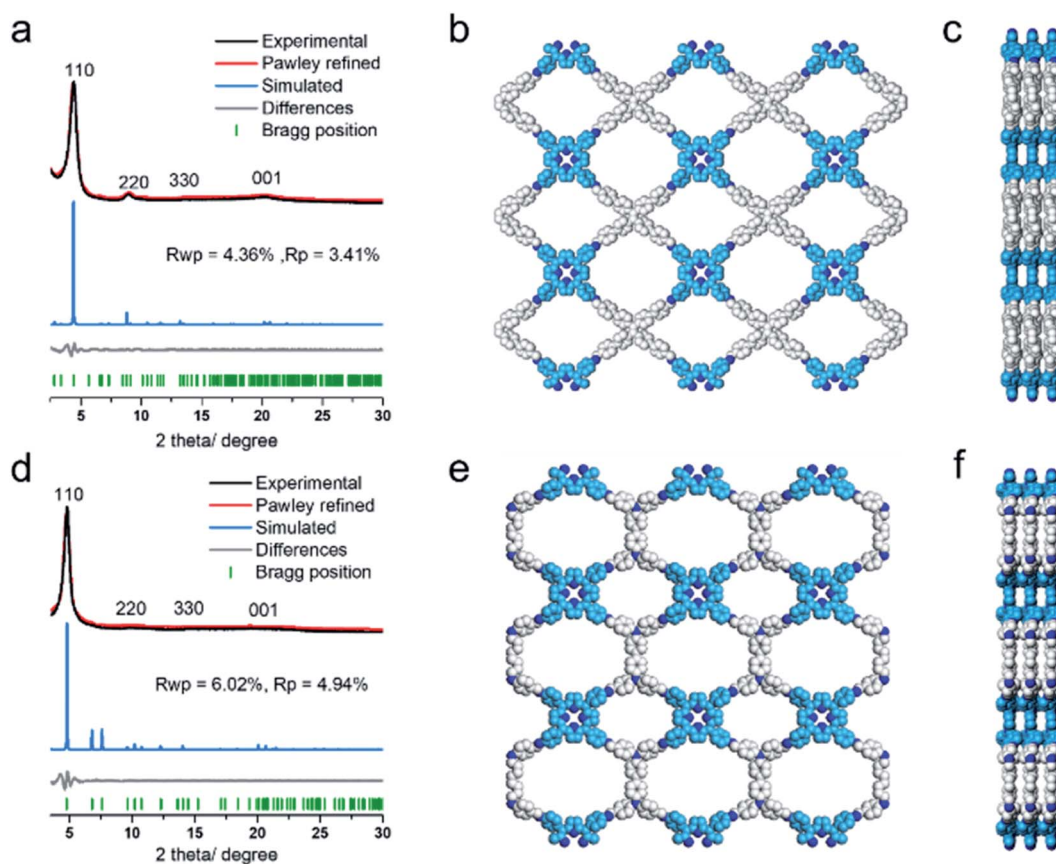 a
Experimental
Pawley refined
Simulated
Differences
Bragg position
110
220
330
001
Rwp = 4.36% ,Rp = 3.41%
5
10
15
20
25
30
2 theta/ degree
b
c
d
Experimental
Pawley refined
Simulated
Differences
Bragg position
110
220
330
001
Rwp = 6.02%, Rp = 4.94%
5
10
15
20
25
30
2 theta/ degree
e
f